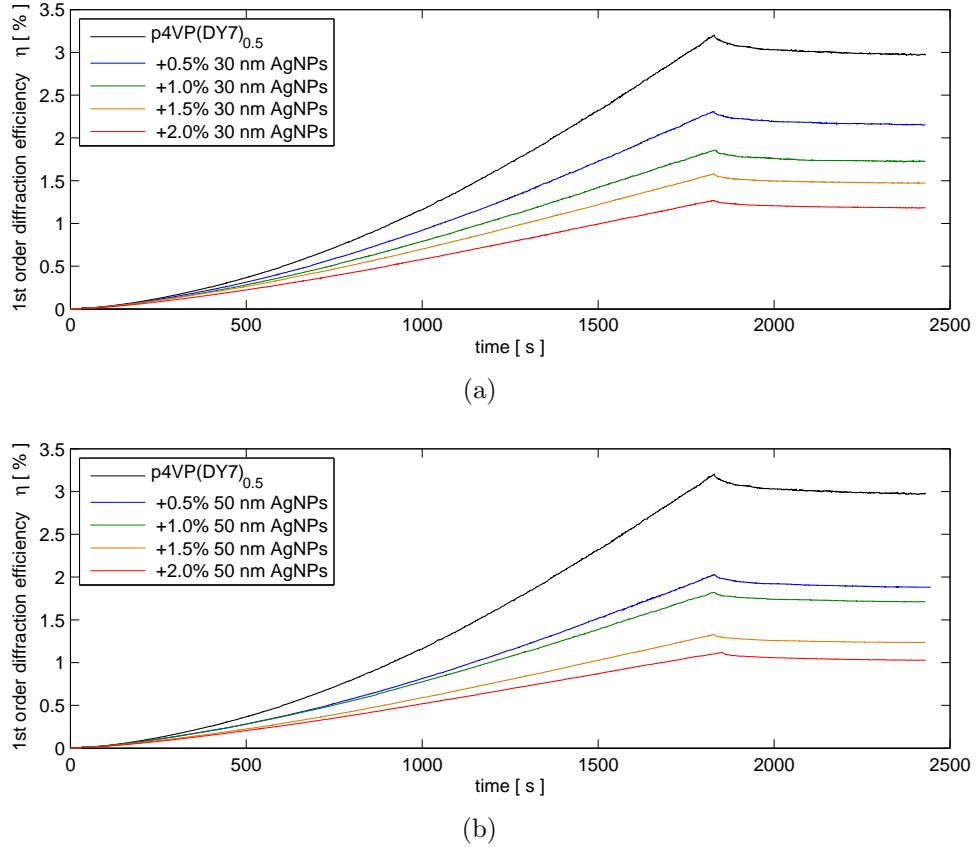 3.5
3
2.5
2
1.5
1
0.5
0
1st order diffraction efficiency η [ % ]
p4VP(DY7)0.5
+0.5% 30 nm AgNPs
+1.0% 30 nm AgNPs
+1.5% 30 nm AgNPs
+2.0% 30 nm AgNPs
0 500 1000 1500 2000 2500
time [ s ]
(a)
3.5
3
2.5
2
1.5
1
0.5
0
1st order diffraction efficiency η [ % ]
p4VP(DY7)0.5
+0.5% 50 nm AgNPs
+1.0% 50 nm AgNPs
+1.5% 50 nm AgNPs
+2.0% 50 nm AgNPs
0 500 1000 1500 2000 2500
time [ s ]
(b)